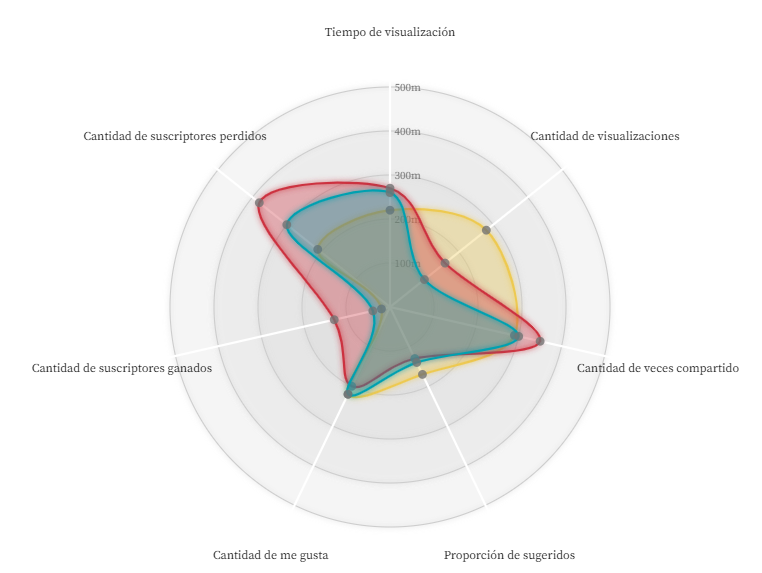 Tiempo de visualización
500m
400m
Cantidad de suscriptores perdidos
Cantidad de visualizaciones
300m
200m
100m
Cantidad de suscriptores ganados
Cantidad de veces compartido
Cantidad de me gusta
Proporción de sugeridos